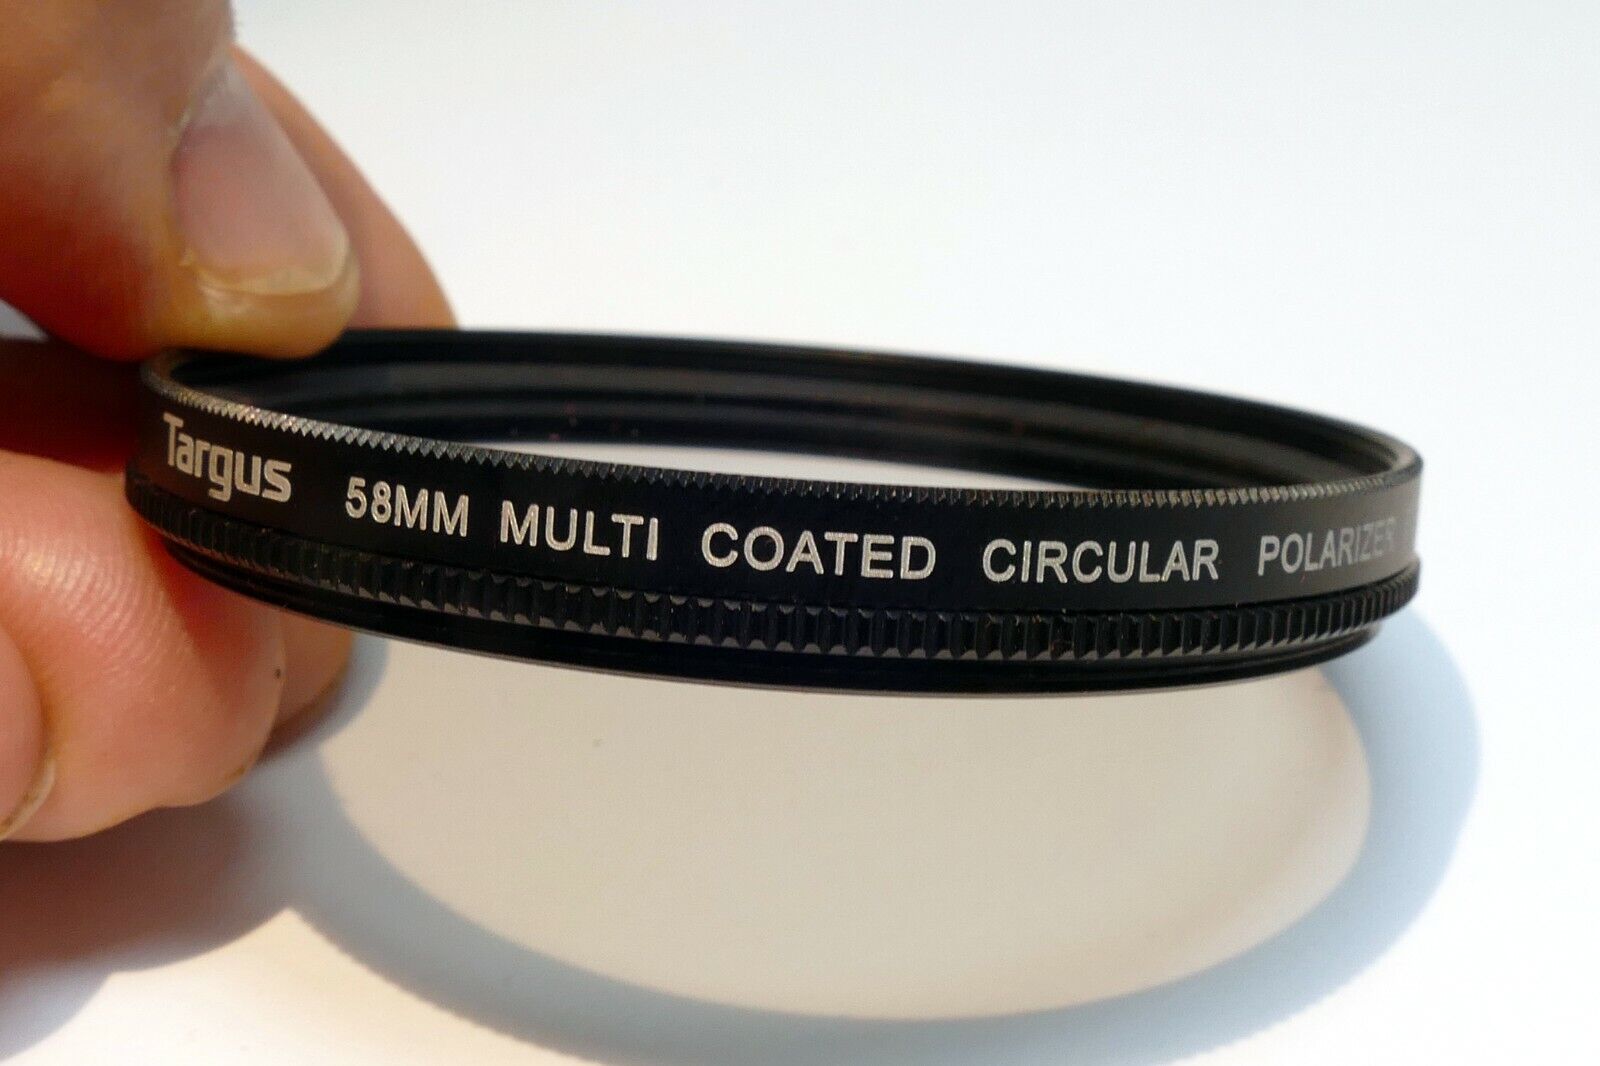 Targus 58MM MULTI COATED CIRCULAR POLARIZER